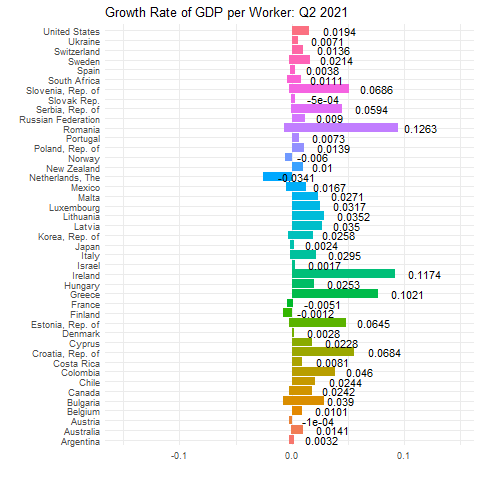 Growth Rate of GDP per Worker: Q2 2021
United States 0.0194
Ukraine 0.0071
Switzerland 0.0136
Sweden 0.0214
Spain 0.0038
South Africa 0.0111
Slovenia, Rep. of 0.0686
Slovak Rep. -5e-04
Serbia, Rep. of 0.0594
Russian Federation 0.009
Romania 0.1263
Portugal 0.0073
Poland, Rep. of 0.0139
Norway -0.006
New Zealand 0.01
Netherlands, The -0.0341
Mexico 0.0167
Malta 0.0271
Luxembourg 0.0317
Lithuania 0.0352
Latvia 0.035
Korea, Rep. of 0.0258
Japan 0.0024
Italy 0.0295
Israel 0.0017
Ireland 0.1174
Hungary 0.0253
Greece 0.1021
France -0.0051
Finland -0.0012
Estonia, Rep. of 0.0645
Denmark 0.0028
Cyprus 0.0228
Croatia, Rep. of 0.0684
Costa Rica 0.0081
Colombia 0.046
Chile 0.0244
Canada 0.0242
Bulgaria 0.039
Belgium 0.0101
Austria -1e-04
Australia 0.0141
Argentina 0.0032
-0.1 0.0 0.1